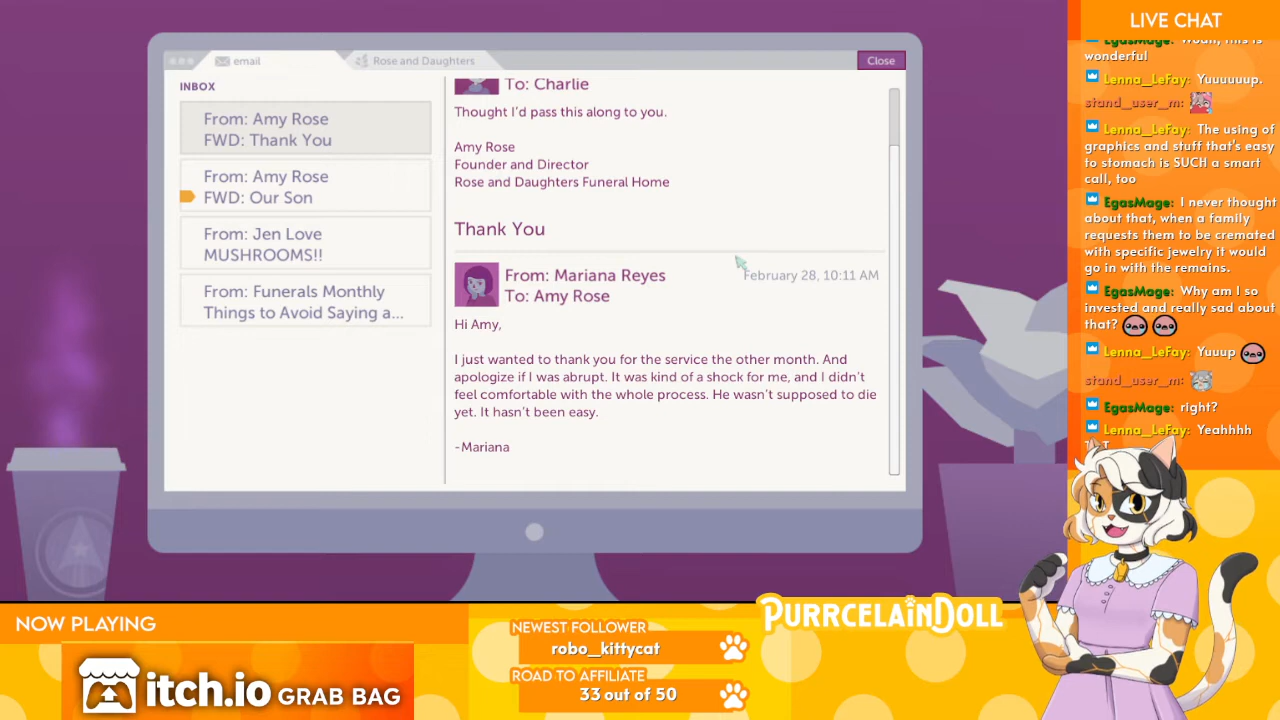 email
Rose and Daughters
Close
INBOX
From: Amy Rose
FWD: Thank You
From: Amy Rose
FWD: Our Son
From: Jen Love
MUSHROOMS!!
From: Funerals Monthly
Things to Avoid Saying a...
To: Charlie
Thought I'd pass this along to you.
Amy Rose
Founder and Director
Rose and Daughters Funeral Home
Thank You
From: Mariana Reyes
To: Amy Rose
February 28, 10:11 AM
Hi Amy,
I just wanted to thank you for the service the other month. And
apologize if I was abrupt. It was kind of a shock for me, and I didn't
feel comfortable with the whole process. He wasn't supposed to die
yet. It hasn't been easy.
-Mariana
LIVE CHAT
EgasMage: Woah, this is
wonderful
Lenna_LeFay: Yuuuuuup.
stand_user_m:
Lenna_LeFay: The using of
graphics and stuff that's easy
to stomach is SUCH a smart
call, too
EgasMage: I never thought
about that, when a family
requests them to be cremated
with specific jewelry it would
go in with the remains.
EgasMage: Why am I so
invested and really sad about
that?
Lenna_LeFay: Yuuup
stand_user_m:
EgasMage: right?
Lenna_LeFay: Yeahhhh
NOW PLAYING
itch.io GRAB BAG
NEWEST FOLLOWER
robo_kittycat
ROAD TO AFFILIATE
33 out of 50
PURRCELAINDOLL